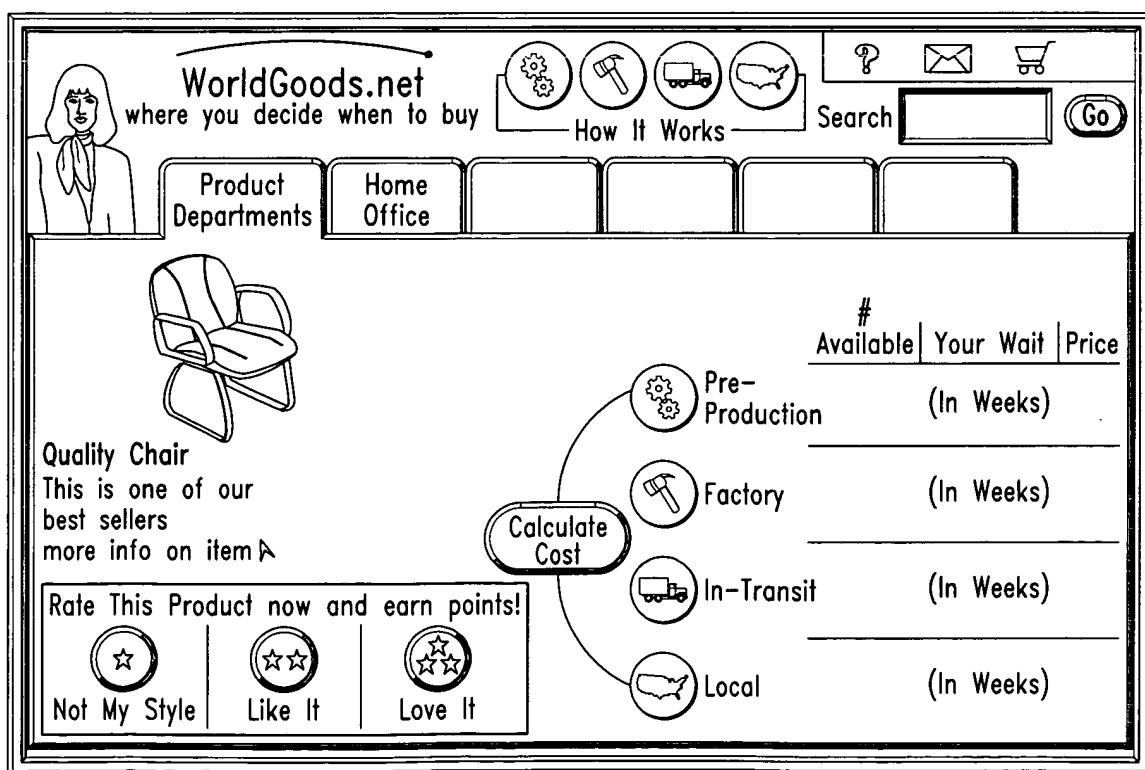 WorldGoods.net
where you decide when to buy
How It Works
Search
Go
Product
Departments
Home
Office
#
Available
Your Wait
Price
Pre-
Production
(In Weeks)
Quality Chair
This is one of our
best sellers
more info on item
Factory
(In Weeks)
Calculate
Cost
In-Transit
(In Weeks)
Rate This Product now and earn points!
Not My Style
Like It
Love It
Local
(In Weeks)